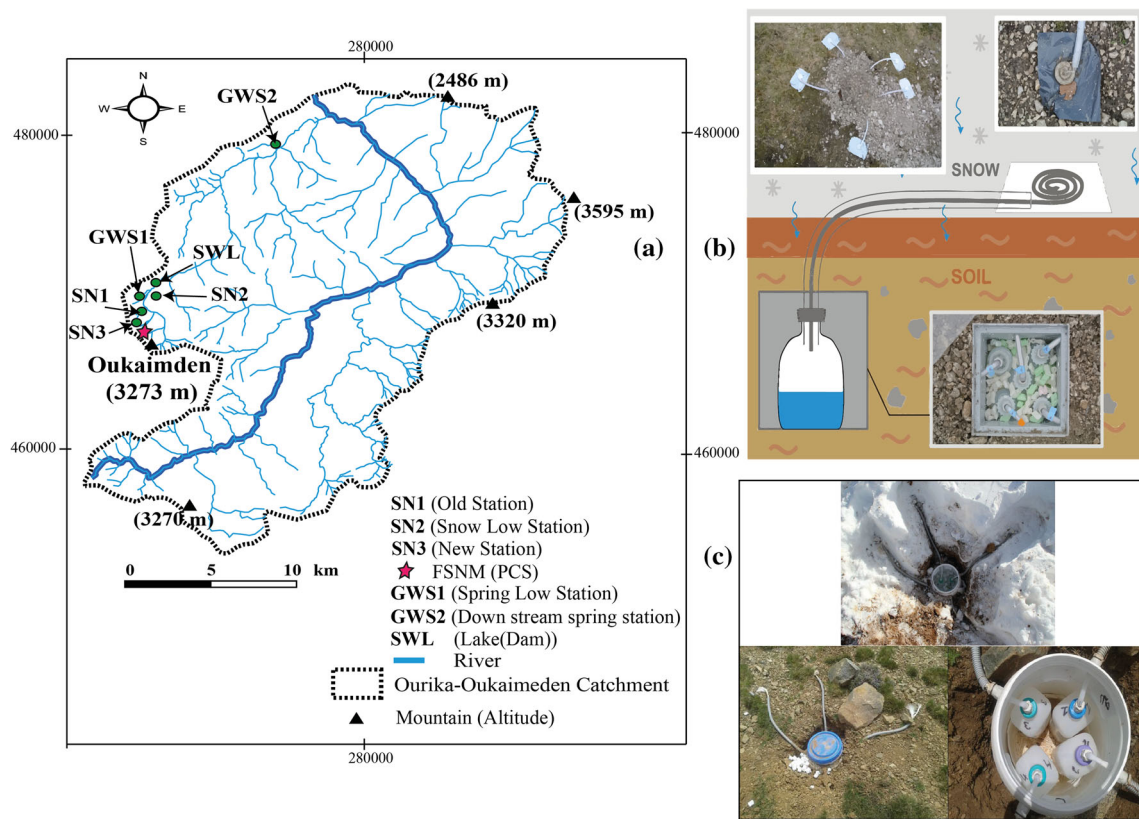 280000
N
W
E
S
GWS2
(2486 m)
480000
480000
(3595 m)
(a)
GWS1
SWL
SN1
SN2
SN3
(3320 m)
Oukaimden
(3273 m)
460000
460000
(3270 m)
0 5 10 km
SN1 (Old Station)
SN2 (Snow Low Station)
SN3 (New Station)
FSNM (PCS)
GWS1 (Spring Low Station)
GWS2 (Down stream spring station)
SWL (Lake(Dam))
River
Ourika-Oukaimeden Catchment
Mountain (Altitude)
280000
SNOW
(b)
SOIL
(c)